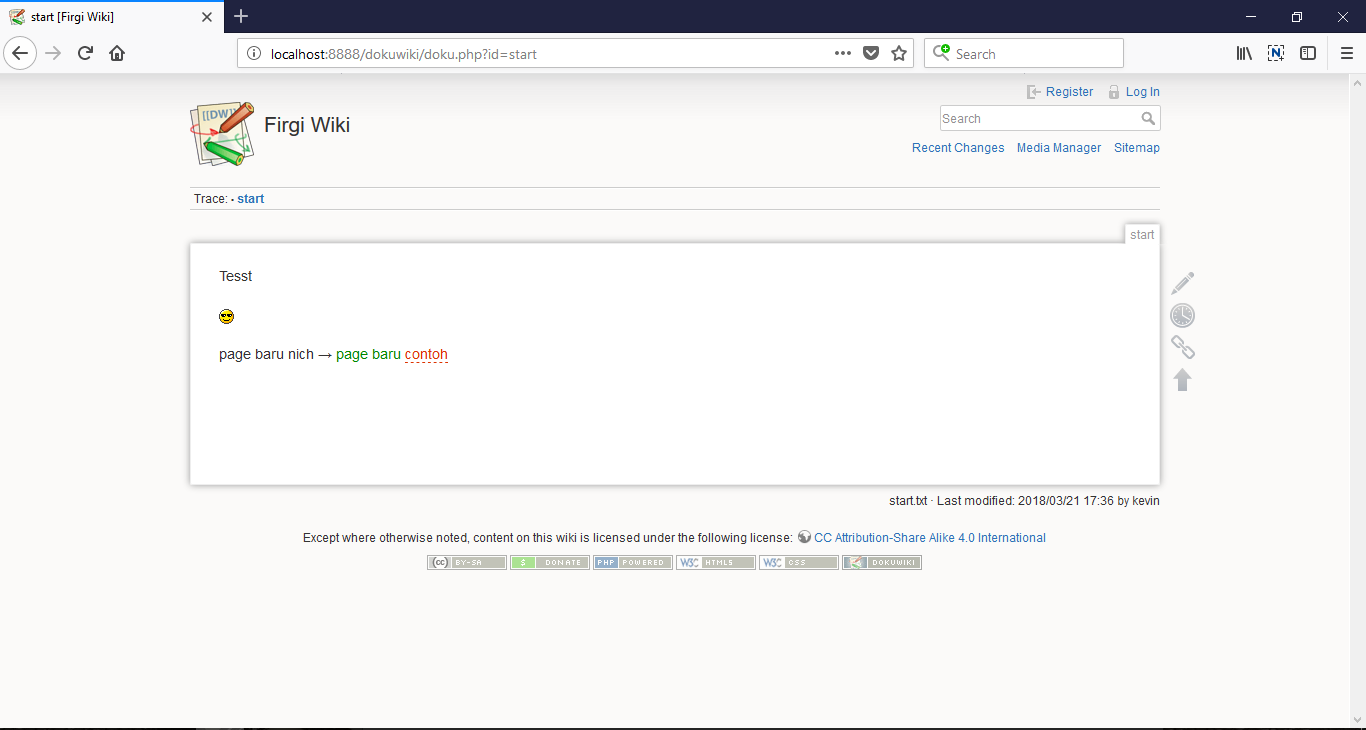 start [Firgi Wiki]
localhost:8888/dokuwiki/doku.php?id=start
Search
Register Log In
[[DW]]
Firgi Wiki
Search
Recent Changes Media Manager Sitemap
Trace: • start
start
Tesst
page baru nich → page baru contoh
start.txt · Last modified: 2018/03/21 17:36 by kevin
Except where otherwise noted, content on this wiki is licensed under the following license: CC Attribution-Share Alike 4.0 International
(cc) BY-SA $ DONATE PHP POWERED W3C HTML5 W3C CSS DOKUWIKI